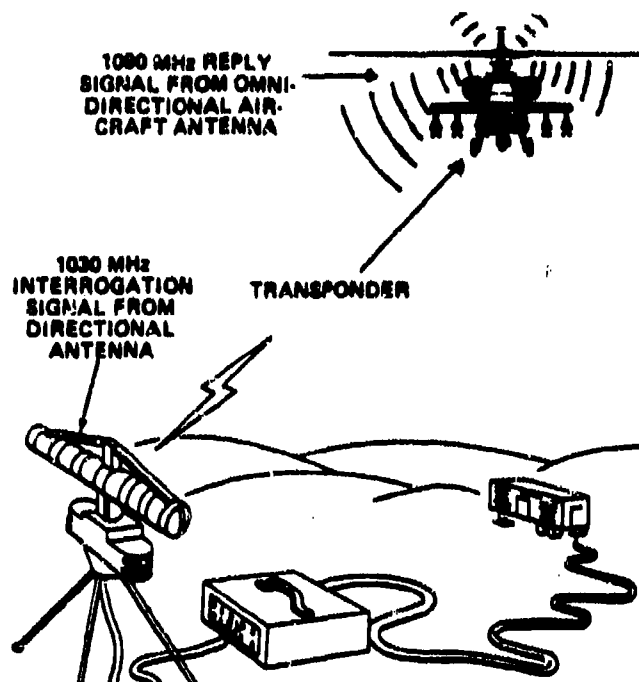 1090 MHz REPLY
SIGNAL FROM OMNI-
DIRECTIONAL AIR-
CRAFT ANTENNA
1030 MHz
INTERROGATION
SIGNAL FROM
DIRECTIONAL
ANTENNA
TRANSPONDER